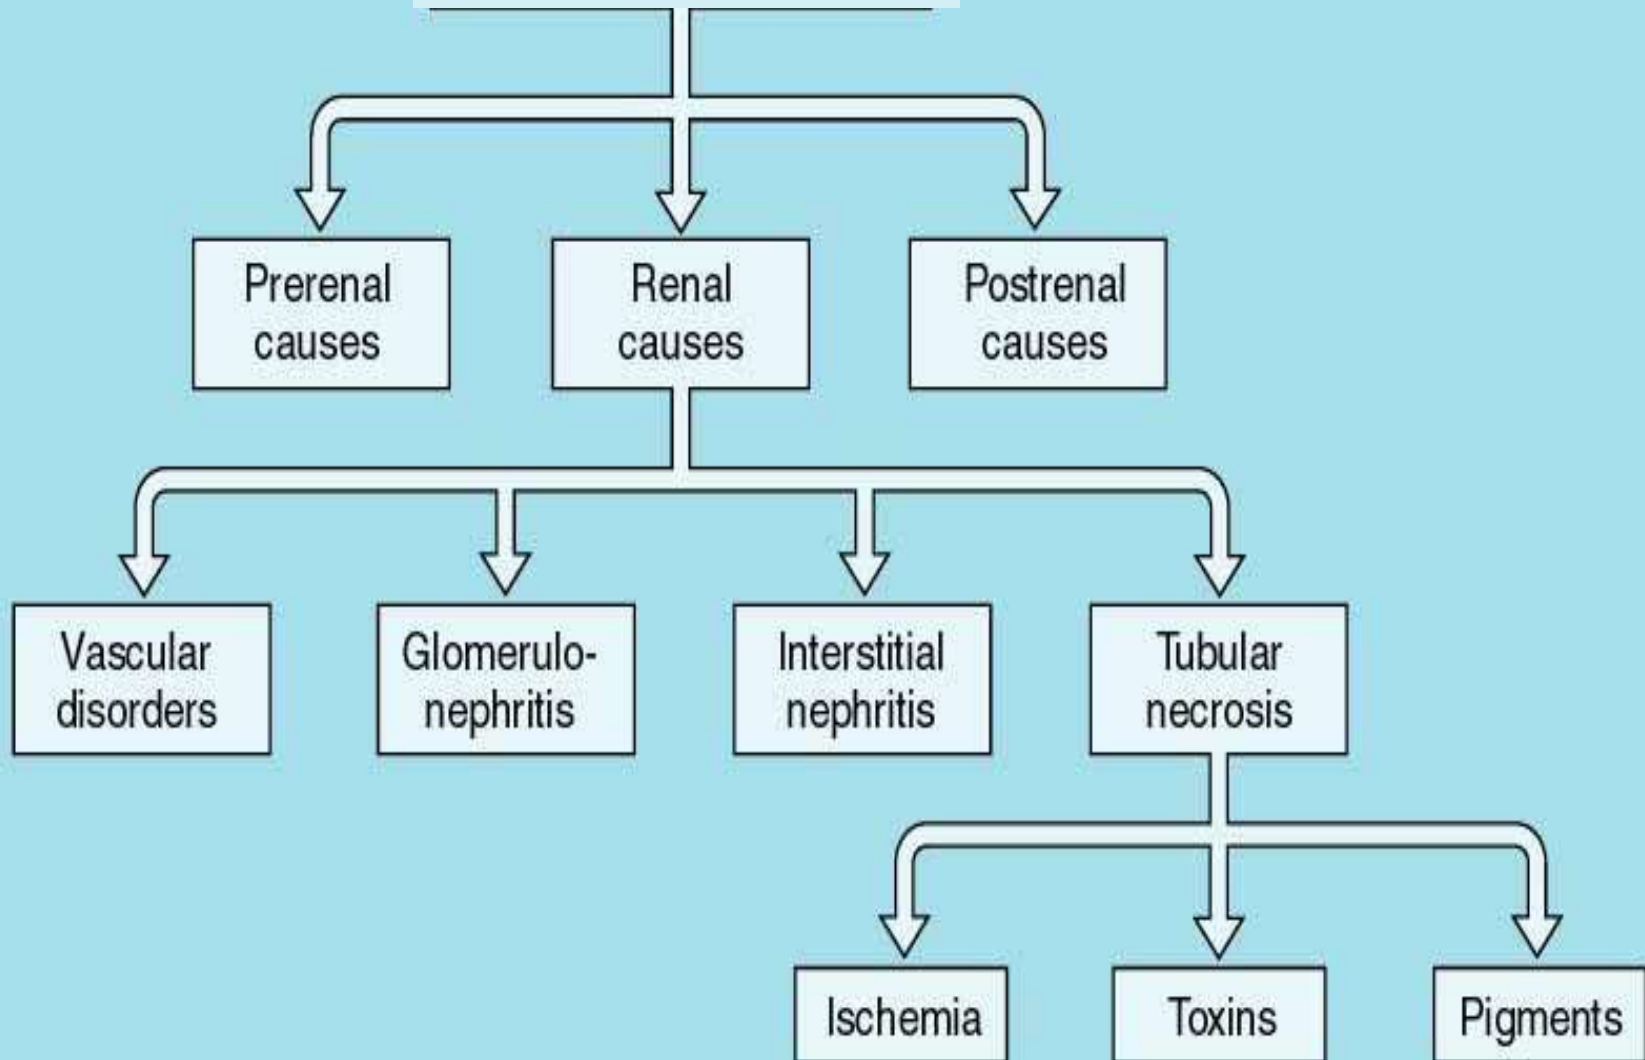 Prerenal
causes
Renal
causes
Postrenal
causes
Vascular
disorders
Glomerulo-
nephritis
Interstitial
nephritis
Tubular
necrosis
Ischemia
Toxins
Pigments